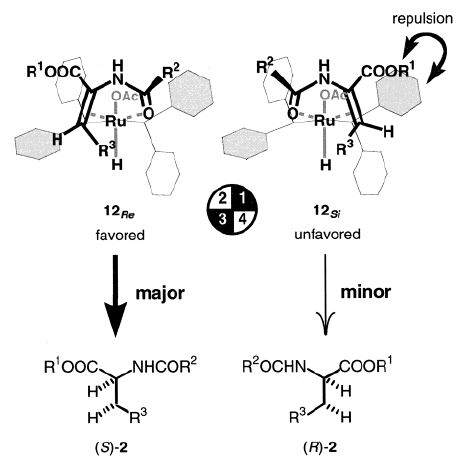 repulsion
R¹OOC H N R² OAc O Ru H R³ H
R² H N COOR¹ OAc O Ru H R³ H
12Re
favored
2 1
3 4
12Si
unfavored
major
minor
R¹OOC NHCOR² H H R³
R²OCHN COOR¹ H R³ H
(S)-2
(R)-2